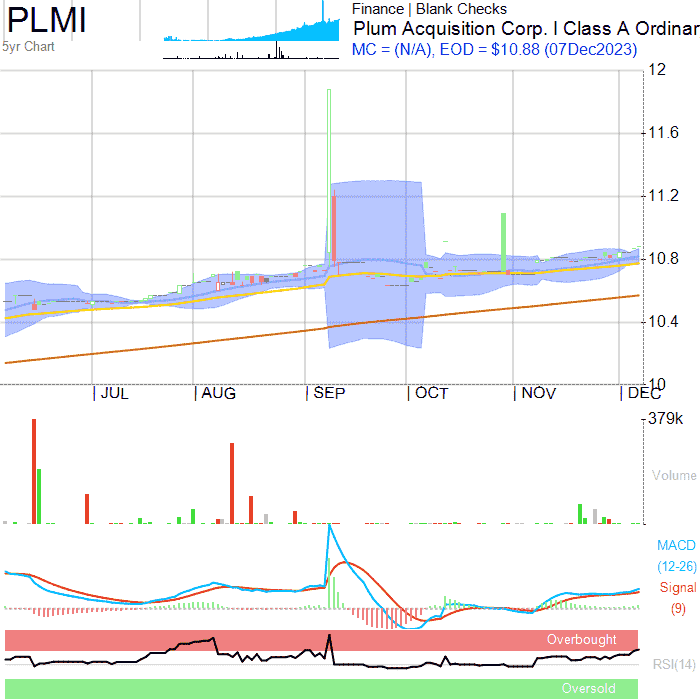 PLMI
5yr Chart
Finance | Blank Checks
Plum Acquisition Corp. I Class A Ordinar
MC = (N/A), EOD = $10.88 (07Dec2023)
12
11.6
11.2
10.8
10.4
10
JUL AUG SEP OCT NOV DEC
379k
Volume
MACD
(12-26)
Signal
(9)
Overbought
RSI(14)
Oversold